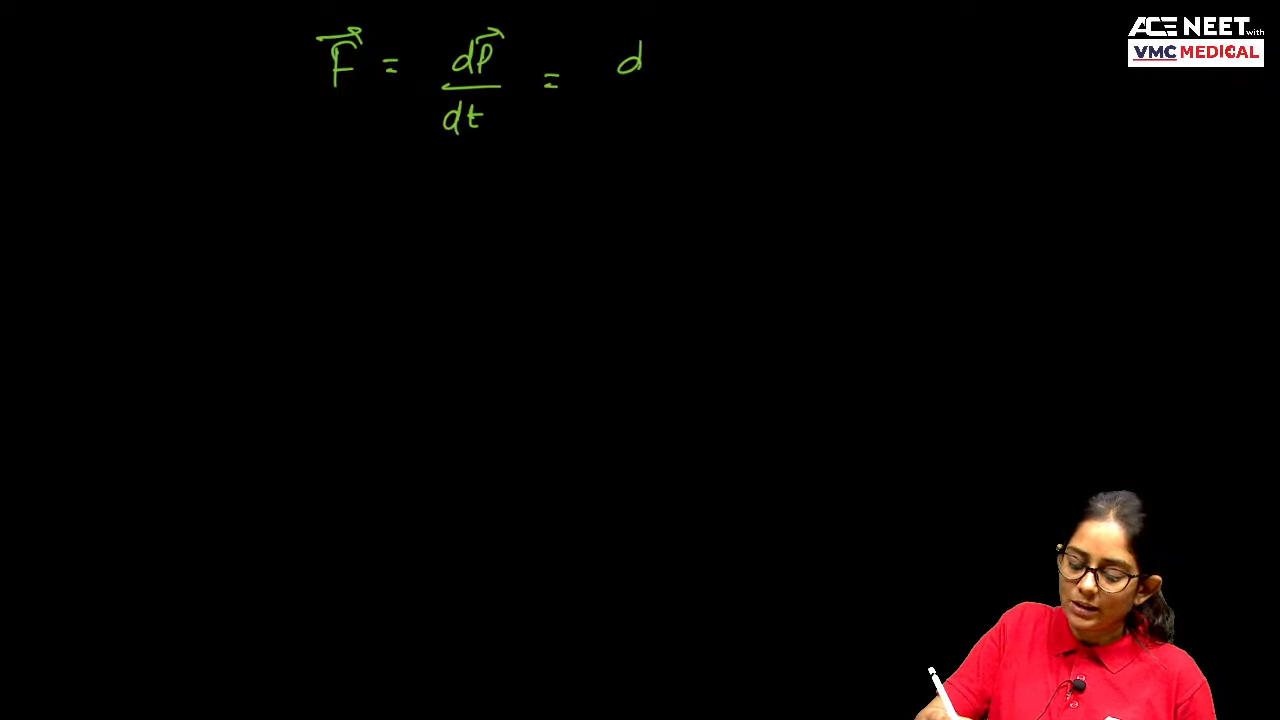 F⃗ = dP⃗/dt = d
ACE NEET with
VMC MEDICAL